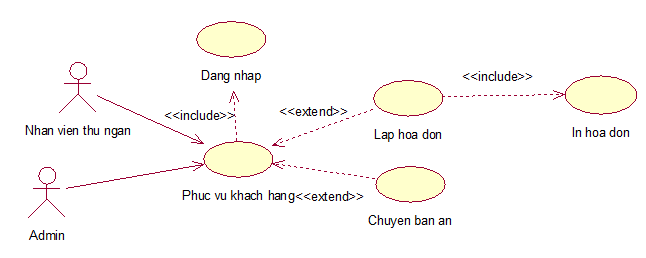 Dang nhap
<<include>>
Nhan vien thu ngan
<<include>>
<<extend>>
Lap hoa don
In hoa don
Phuc vu khach hang
<<extend>>
Chuyen ban an
Admin